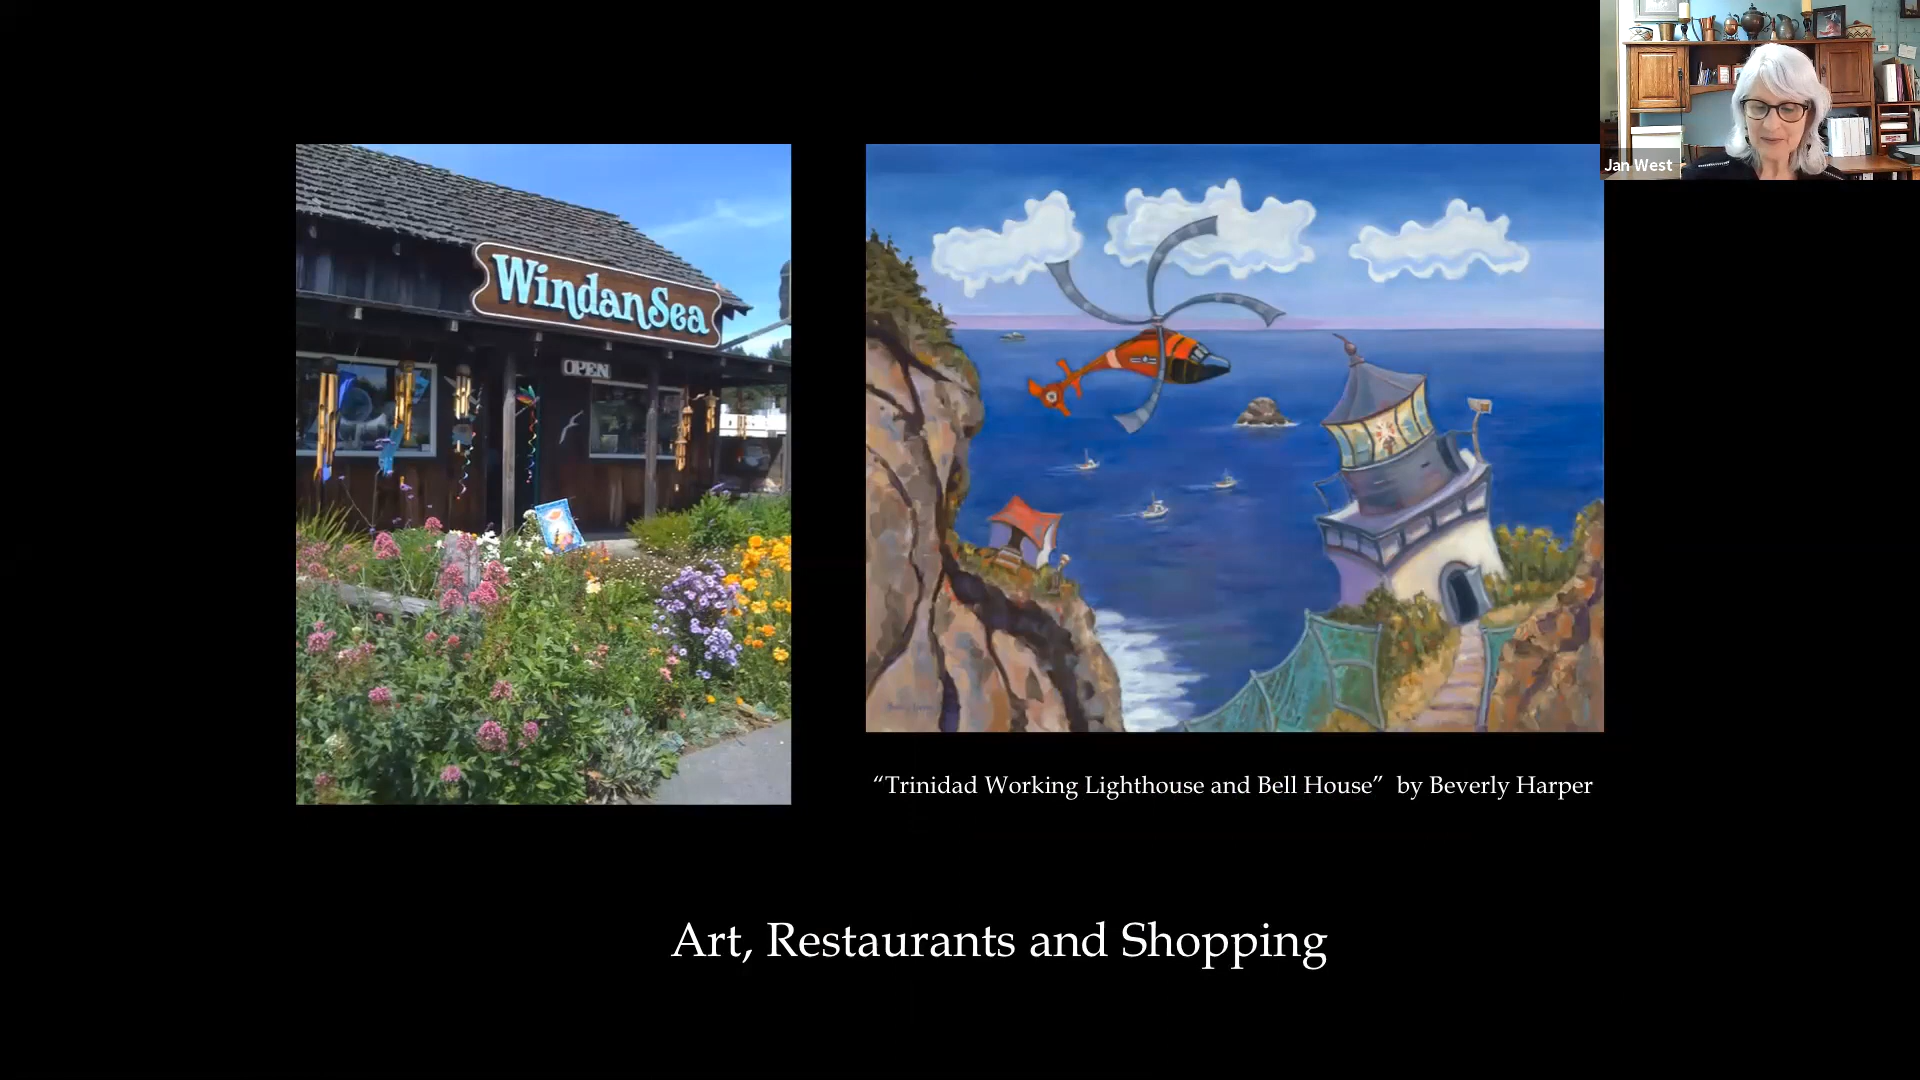 WindanSea
OPEN
Jan West
“Trinidad Working Lighthouse and Bell House” by Beverly Harper
Art, Restaurants and Shopping